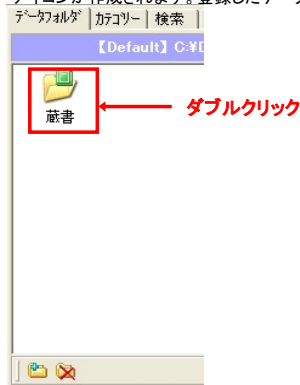 アイコンが作成されます。登録したデータ
データフォルダ カテゴリー 検索
【Default】C:¥D
蔵書
ダブルクリック